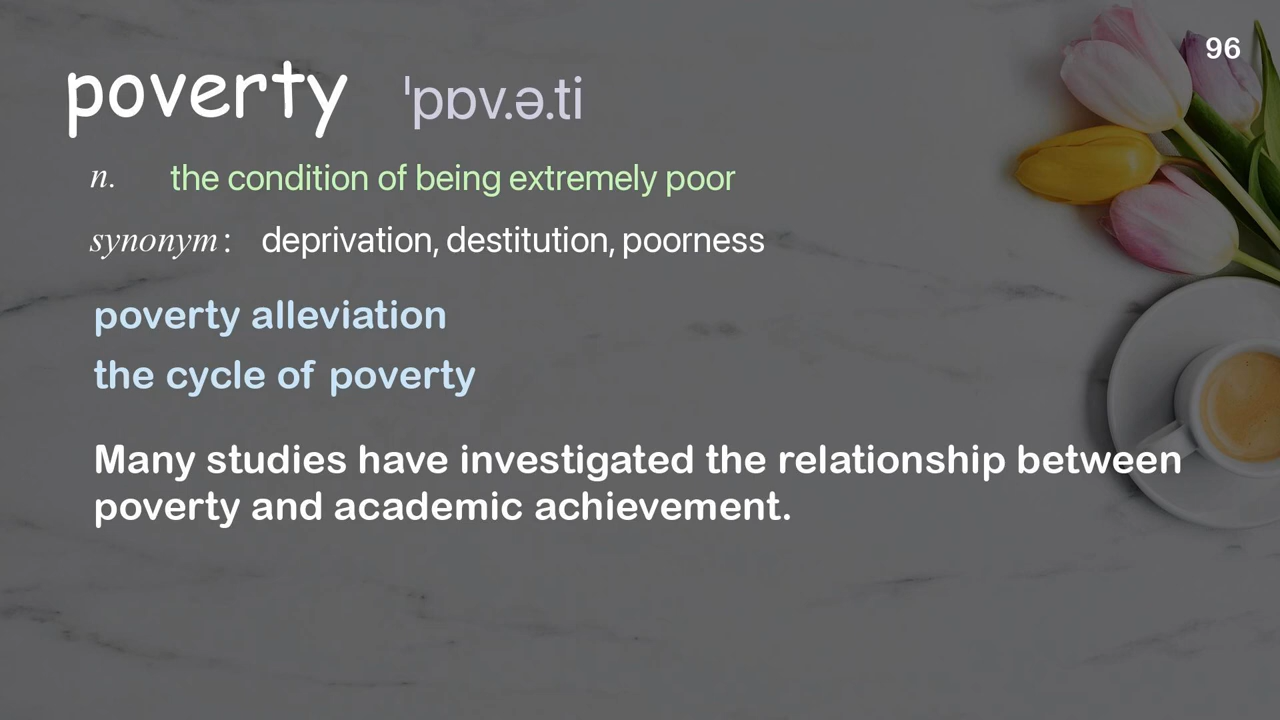 96
poverty ˈpɒv.ə.ti
n. the condition of being extremely poor
synonym: deprivation, destitution, poorness
poverty alleviation
the cycle of poverty
Many studies have investigated the relationship between
poverty and academic achievement.